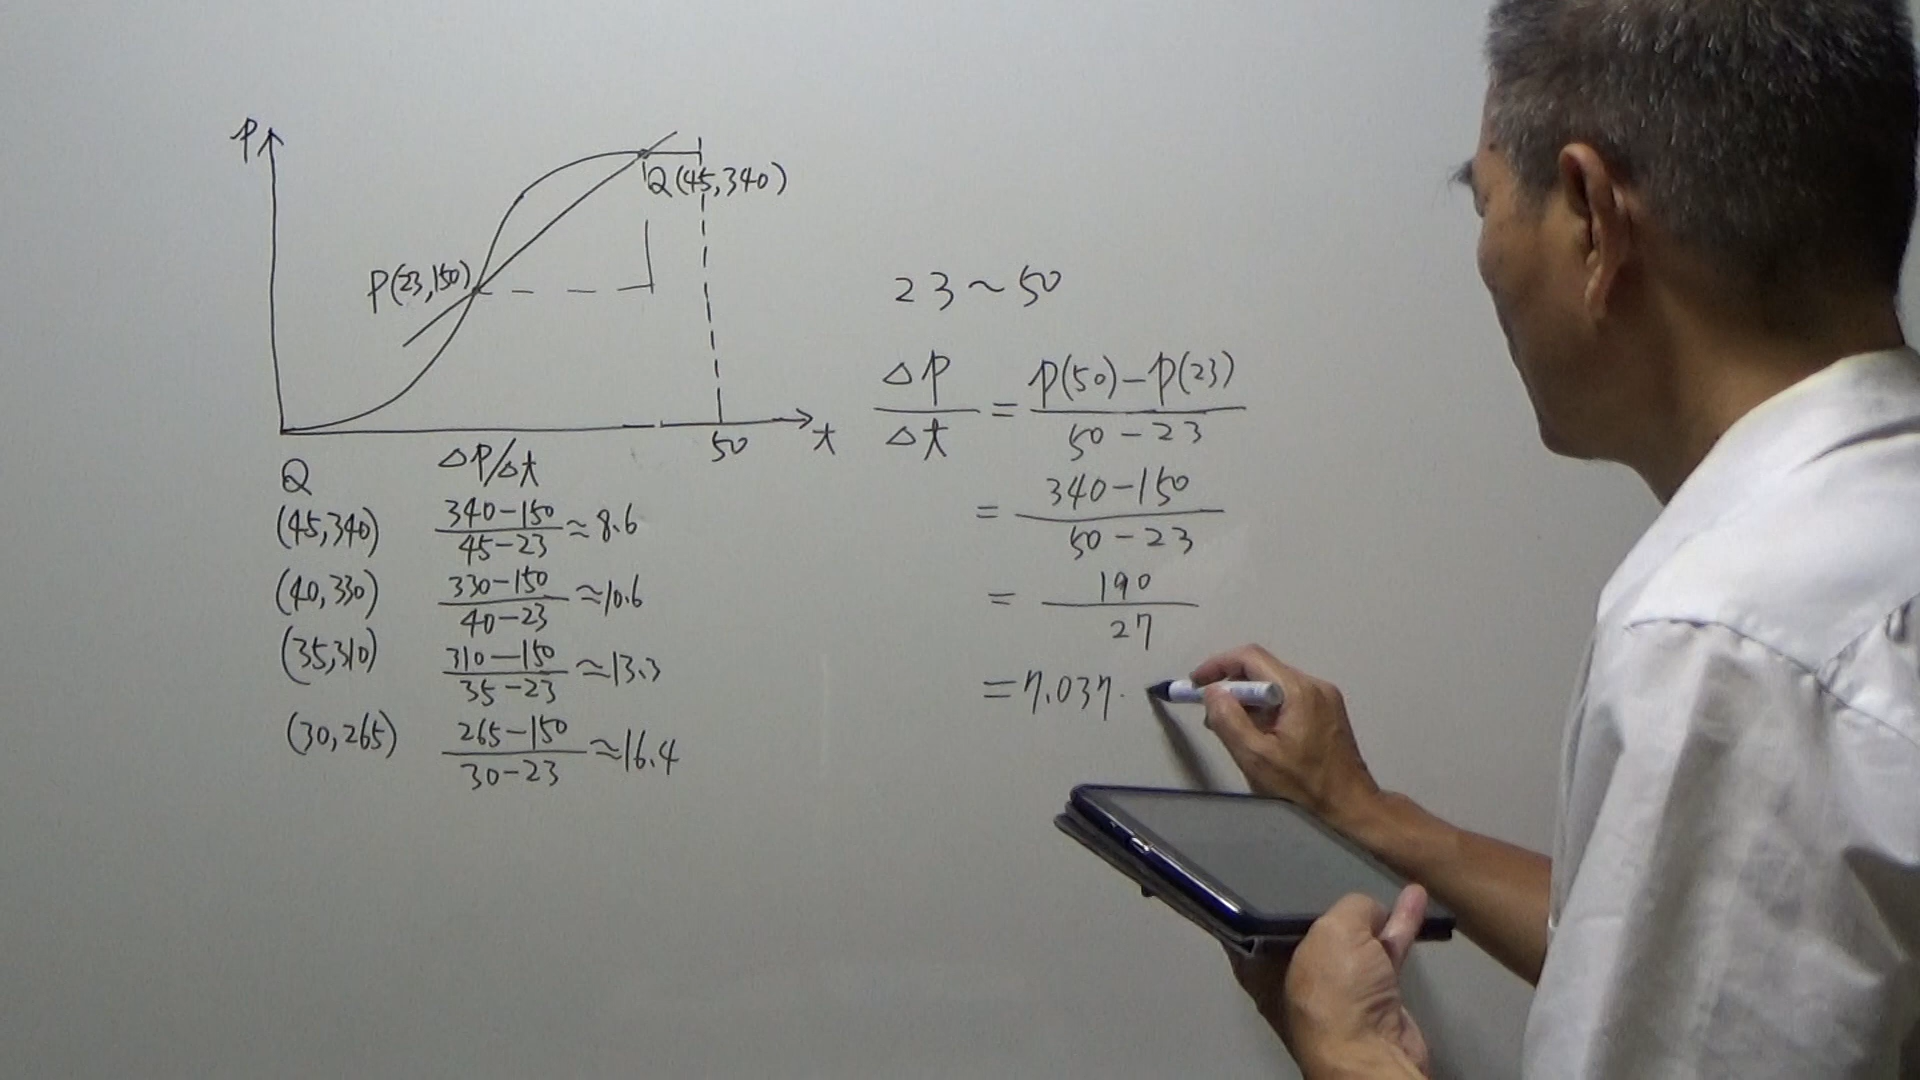 P
Q(45,340)
P(23,150)
50
t
Q ΔP/Δt
(45,340) 340-150/45-23 ≈8.6
(40,330) 330-150/40-23 ≈10.6
(35,310) 310-150/35-23 ≈13.3
(30,265) 265-150/30-23 ≈16.4
23~50
ΔP/Δt = P(50)-P(23)/50-23
= 340-150/50-23
= 190/27
=7.037.